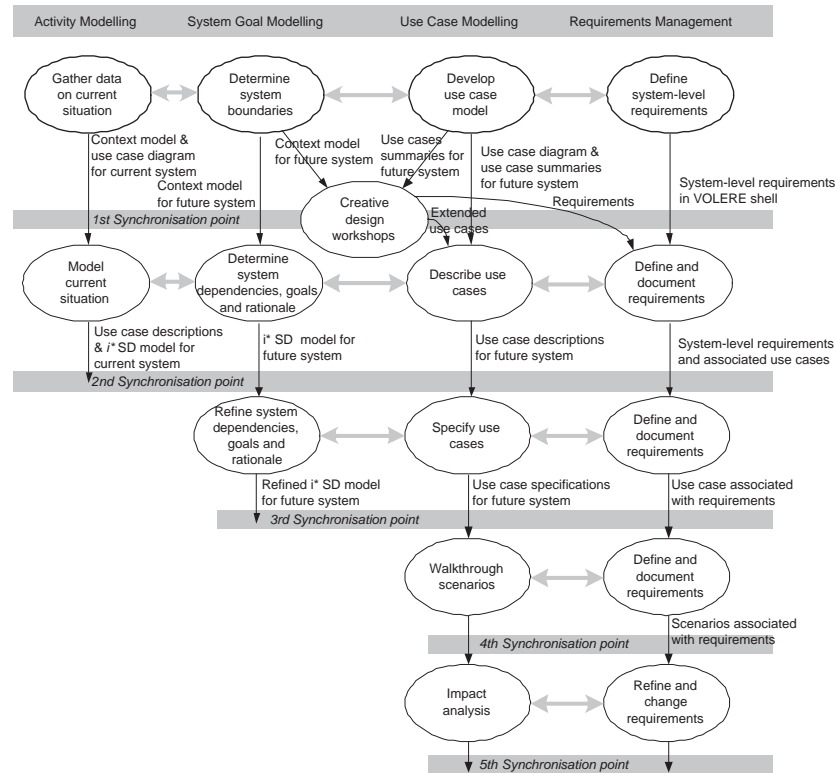 Activity Modelling
System Goal Modelling
Use Case Modelling
Requirements Management
Gather data
on current
situation
Determine
system
boundaries
Develop
use case
model
Define
system-level
requirements
Context model &
use case diagram
for current system
Context model
for future system
Context model
for future system
Use cases
summaries for
future system
Use case diagram &
use case summaries
for future system
Requirements
System-level requirements
in VOLERE shell
1st Synchronisation point
Creative
design
workshops
Extended
use cases
Model
current
situation
Determine
system
dependencies, goals
and rationale
Describe use
cases
Define and
document
requirements
Use case descriptions
& i* SD model for
current system
i* SD model for
future system
Use case descriptions
for future system
System-level requirements
and associated use cases
2nd Synchronisation point
Refine system
dependencies,
goals and
rationale
Specify use
cases
Define and
document
requirements
Refined i* SD model
for future system
Use case specifications
for future system
Use case associated
with requirements
3rd Synchronisation point
Walkthrough
scenarios
Define and
document
requirements
Scenarios associated
with requirements
4th Synchronisation point
Impact
analysis
Refine and
change
requirements
5th Synchronisation point